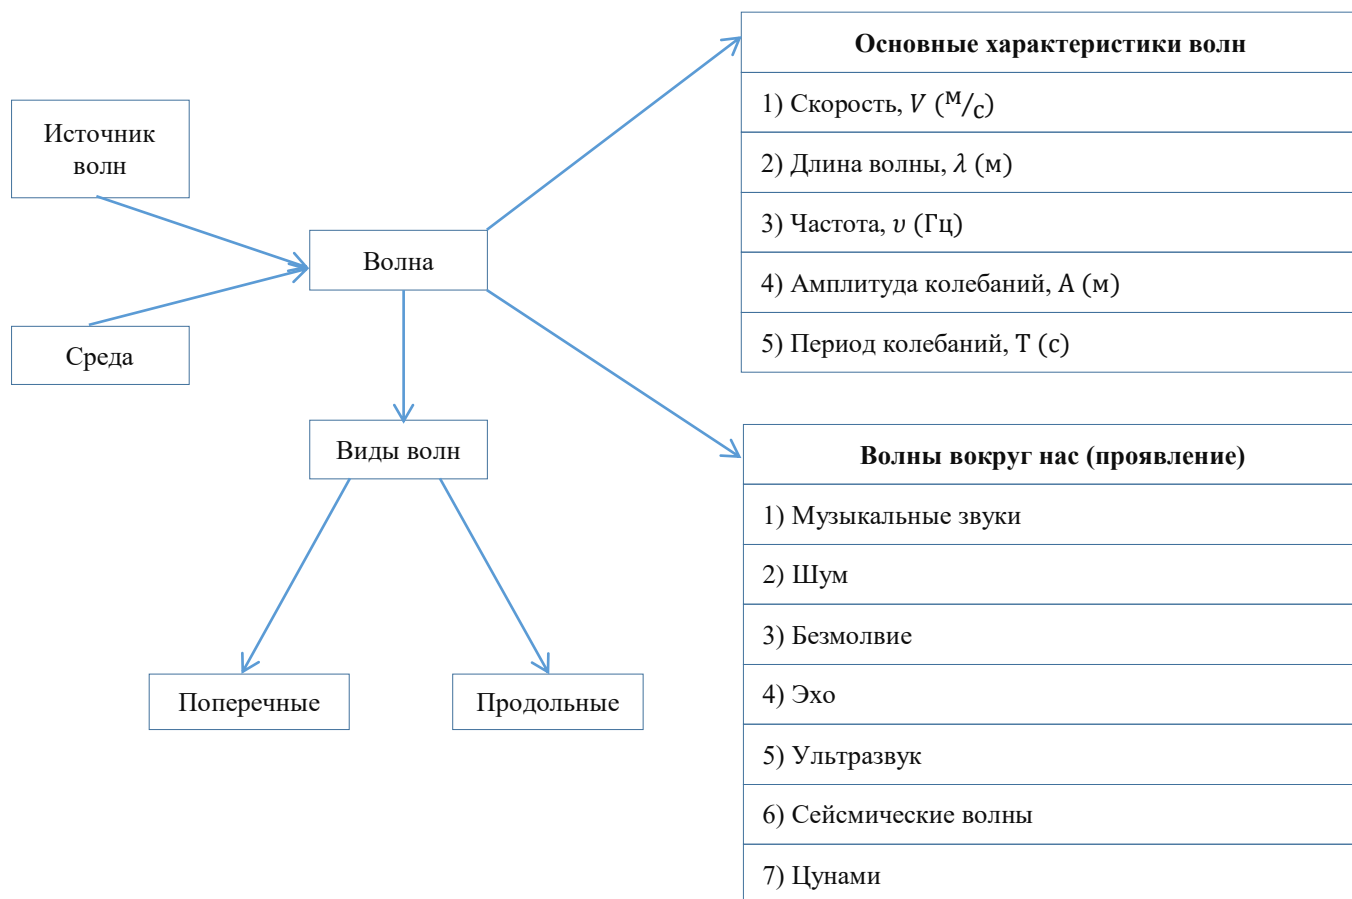 Источник
волн
Среда
Волна
Виды волн
Поперечные
Продольные
Основные характеристики волн
1) Скорость, V (м/с)
2) Длина волны, λ (м)
3) Частота, υ (Гц)
4) Амплитуда колебаний, А (м)
5) Период колебаний, Т (с)
Волны вокруг нас (проявление)
1) Музыкальные звуки
2) Шум
3) Безмолвие
4) Эхо
5) Ультразвук
6) Сейсмические волны
7) Цунами